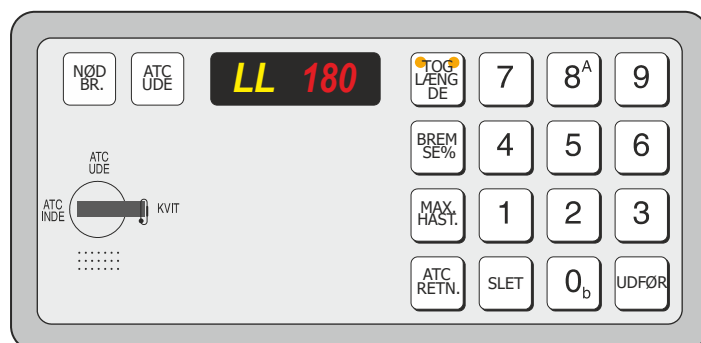 NØD
BR.
ATC
UDE
LL 180
TOG
LÆNG
DE
7
8A
9
BREM
SE%
4
5
6
ATC
UDE
ATC
INDE
KVIT
MAX.
HAST.
1
2
3
ATC
RETN.
SLET
0b
UDFØR